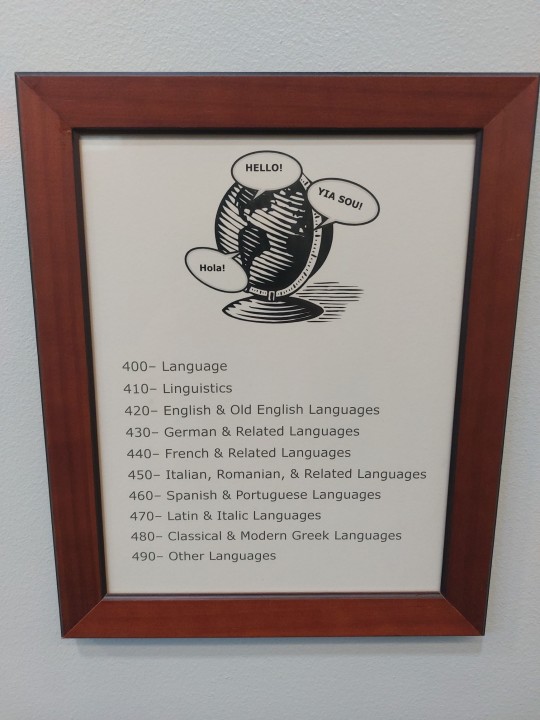 HELLO!
YIA SOU!
Hola!
400– Language
410– Linguistics
420– English & Old English Languages
430– German & Related Languages
440– French & Related Languages
450– Italian, Romanian, & Related Languages
460– Spanish & Portuguese Languages
470– Latin & Italic Languages
480– Classical & Modern Greek Languages
490– Other Languages